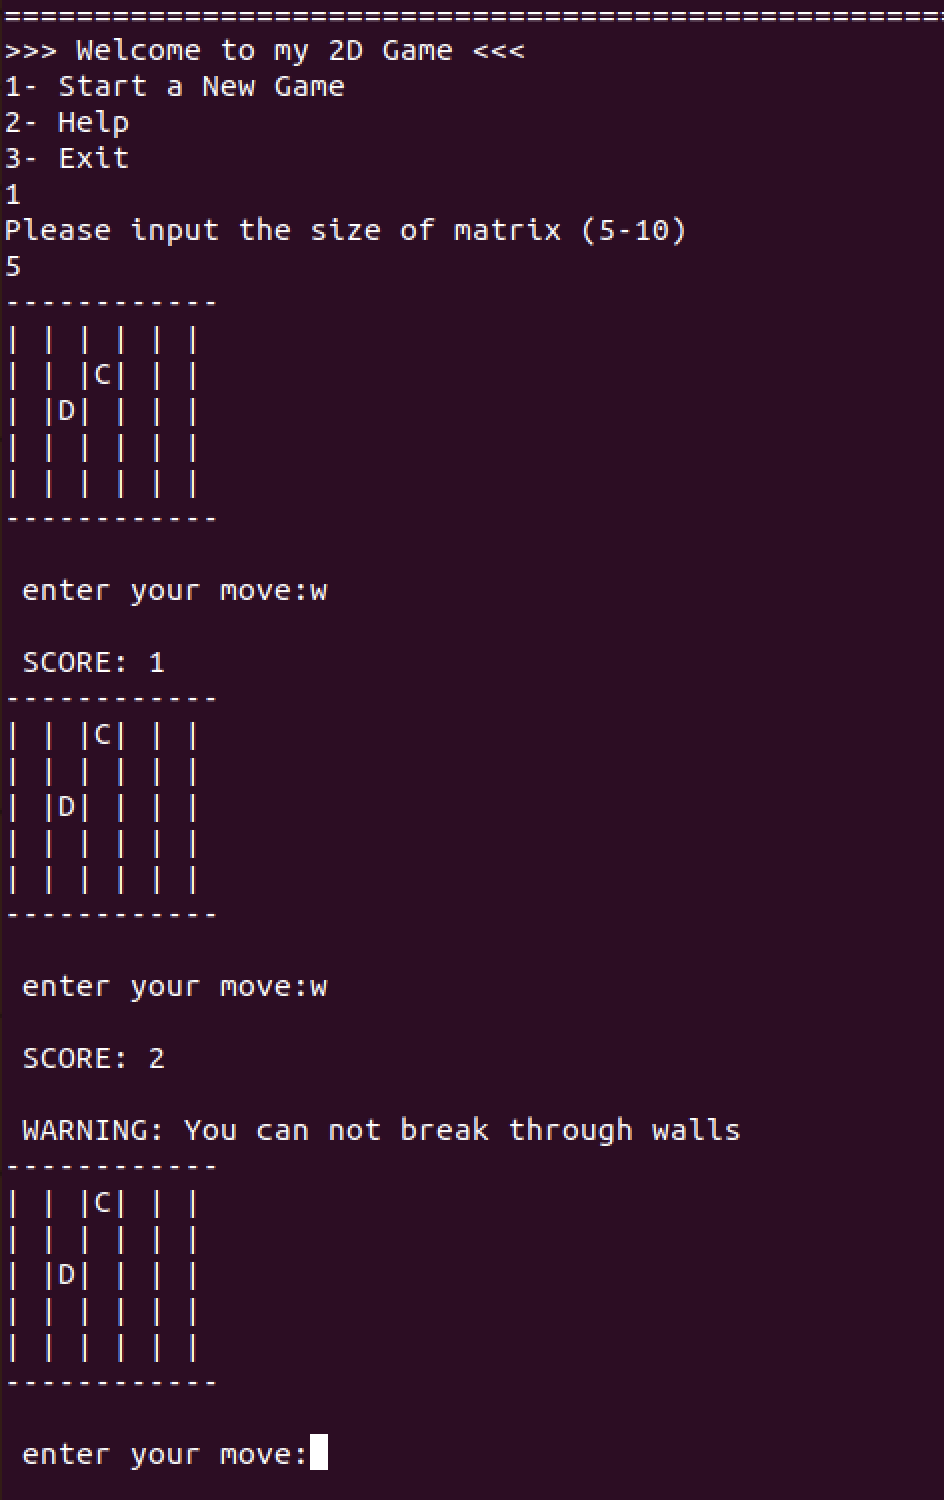 =====================================================
>>> Welcome to my 2D Game <<<
1- Start a New Game
2- Help
3- Exit
1
Please input the size of matrix (5-10)
5
------------
| | | | | |
| | |C| | |
| |D| | | |
| | | | | |
| | | | | |
------------
enter your move:w
SCORE: 1
------------
| | |C| | |
| | | | | |
| |D| | | |
| | | | | |
| | | | | |
------------
enter your move:w
SCORE: 2
WARNING: You can not break through walls
------------
| | |C| | |
| | | | | |
| |D| | | |
| | | | | |
| | | | | |
------------
enter your move: